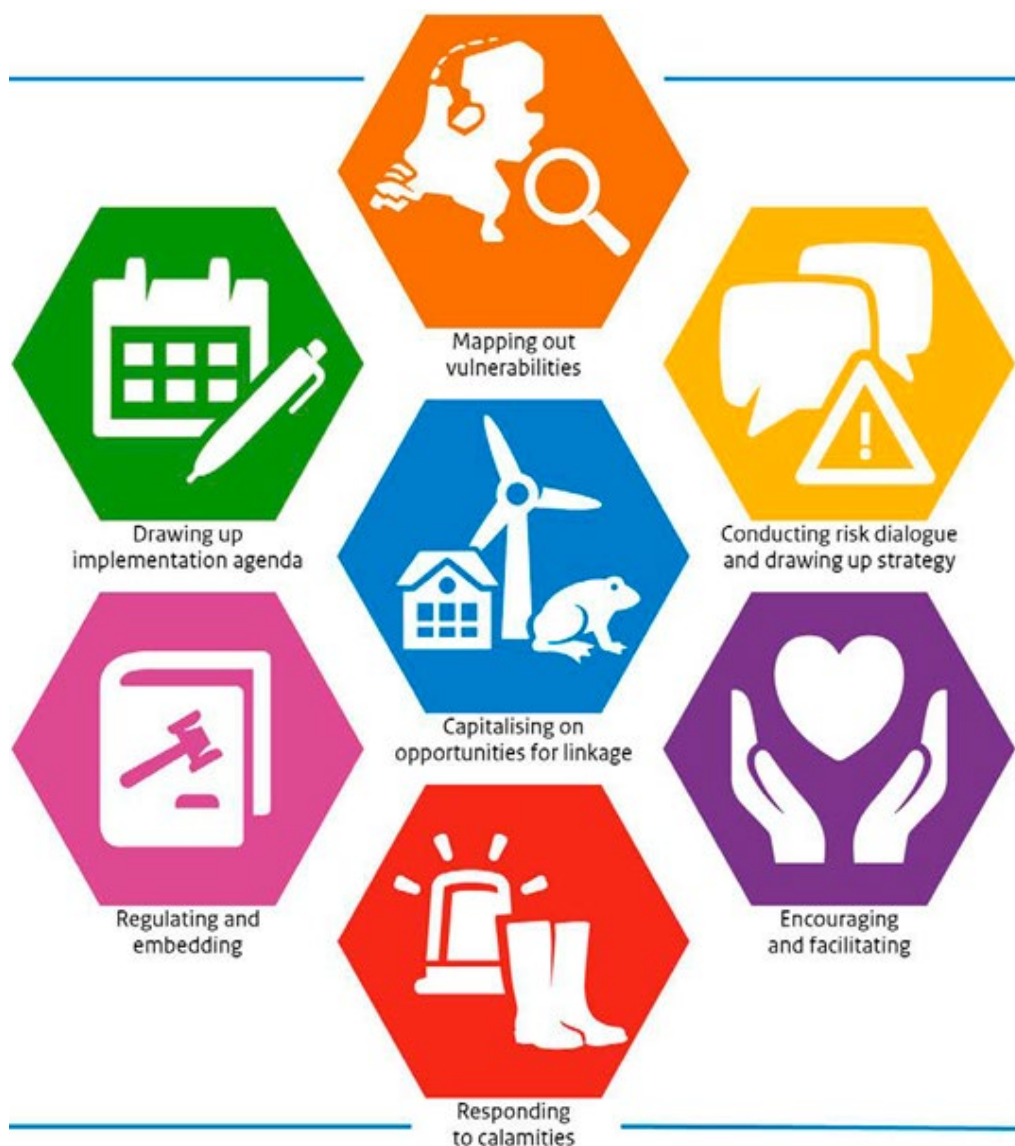 Mapping out
vulnerabilities
Drawing up
implementation agenda
Conducting risk dialogue
and drawing up strategy
!
Capitalising on
opportunities for linkage
Regulating and
embedding
Encouraging
and facilitating
Responding
to calamities